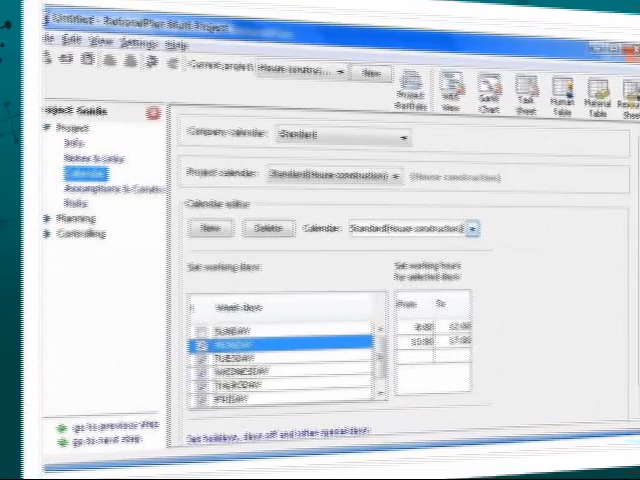 Untitled - RationalPlan Multi Project
Edit View Settings Help
Current project: House construc... New
Project Portfolio
WBS View
Gantt Chart
Task Sheet
Human Table
Material Table
Project Guide
Project
Info
Notes & Links
Calendar
Assumptions & Constr
Risks
Planning
Controlling
Company calendar: Standard
Project calendar: Standard(House construction) (House construction)
Calendar editor
New Delete Calendar: Standard(House construction)
Set working days:
Week days
SUNDAY
MONDAY
TUESDAY
WEDNESDAY
THURSDAY
FRIDAY
Set working hours
for selected days:
From To
8:00 12:00
17:00
go to previous step
go to next step
Set holidays, days off and other special days.